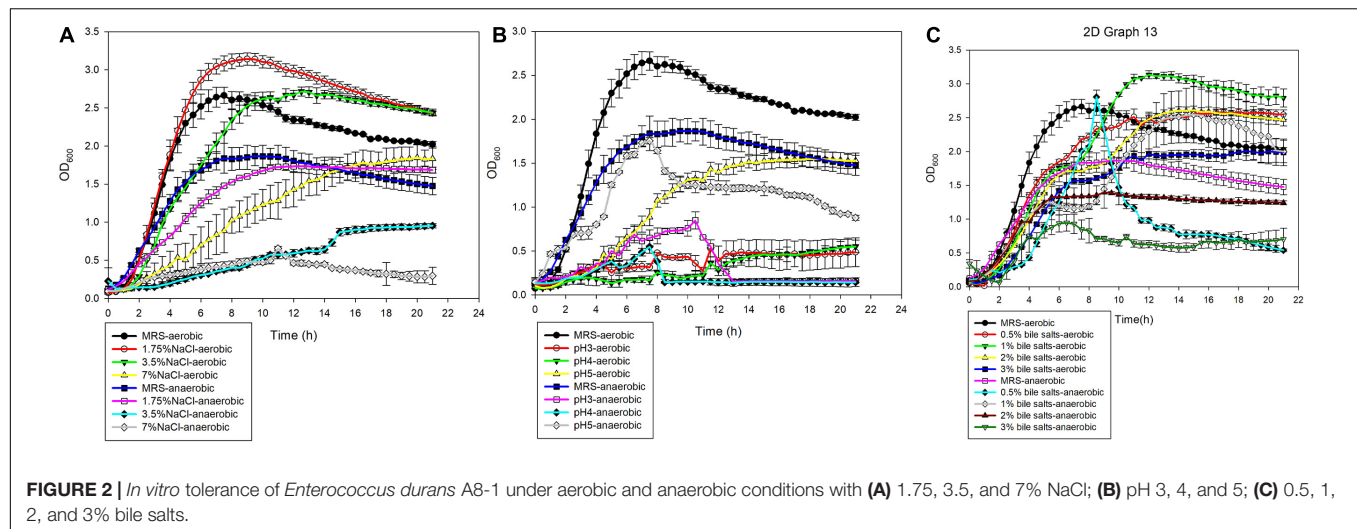 A
3.5
3.0
2.5
2.0
1.5
1.0
0.5
0.0
OD600
0 2 4 6 8 10 12 14 16 18 20 22 24
Time (h)
MRS-aerobic
1.75%NaCl-aerobic
3.5%NaCl-aerobic
7%NaCl-aerobic
MRS-anaerobic
1.75%NaCl-anaerobic
3.5%NaCl-anaerobic
7%NaCl-anaerobic
B
3.0
2.5
2.0
1.5
1.0
0.5
0.0
OD600
0 2 4 6 8 10 12 14 16 18 20 22 24
Time (h)
MRS-aerobic
pH3-aerobic
pH4-aerobic
pH5-aerobic
MRS-anaerobic
pH3-anaerobic
pH4-anaerobic
pH5-anaerobic
C
2D Graph 13
3.5
3.0
2.5
2.0
1.5
1.0
0.5
0.0
OD600
0 2 4 6 8 10 12 14 16 18 20 22
Time(h)
MRS-aerobic
0.5% bile salts-aerobic
1% bile salts-aerobic
2% bile salts-aerobic
3% bile salts-aerobic
MRS-anaerobic
0.5% bile salts-anaerobic
1% bile salts-anaerobic
2% bile salts-anaerobic
3% bile salts-anaerobic
FIGURE 2 | In vitro tolerance of Enterococcus durans A8-1 under aerobic and anaerobic conditions with (A) 1.75, 3.5, and 7% NaCl; (B) pH 3, 4, and 5; (C) 0.5, 1,
2, and 3% bile salts.